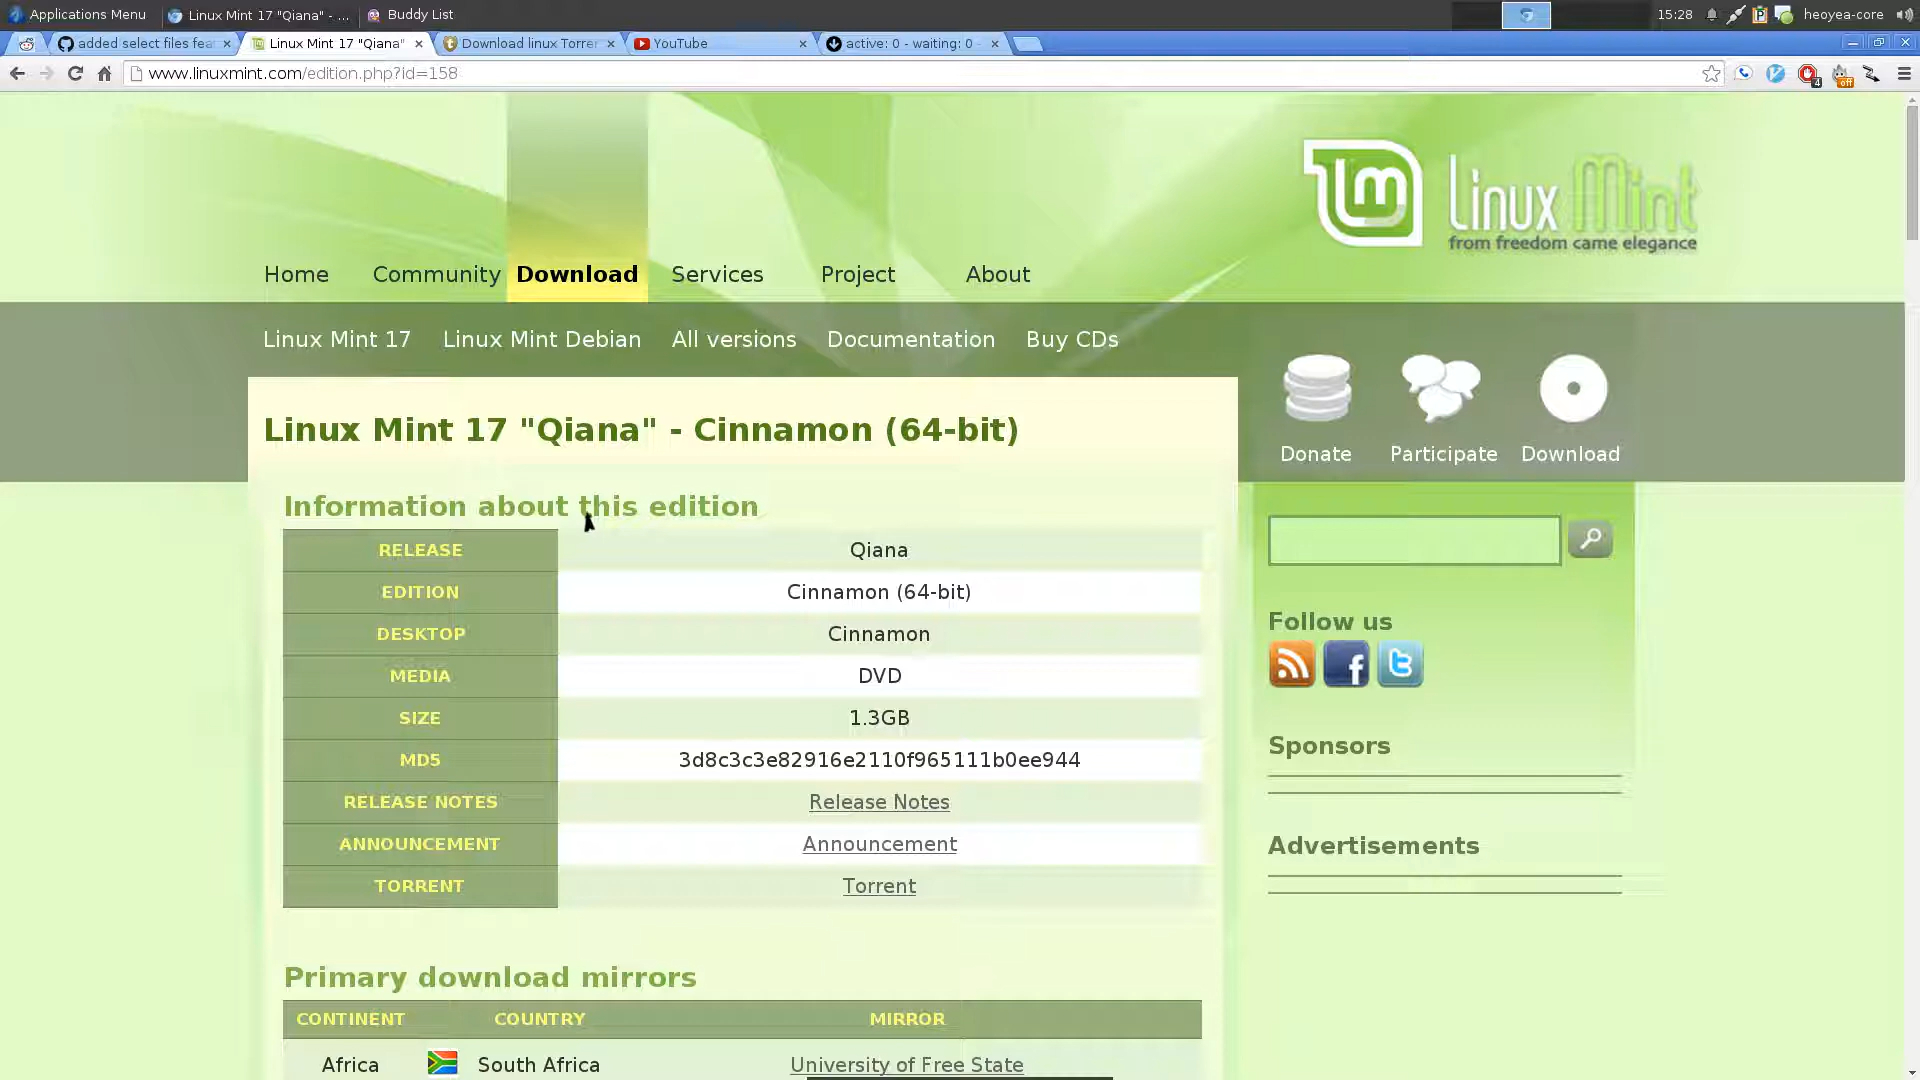 Applications Menu
Linux Mint 17 "Qiana" - ...
Buddy List
15:28
heoyea-core
added select files fea
Linux Mint 17 "Qiana"
Download linux Torre
YouTube
active: 0 - waiting: 0
www.linuxmint.com/edition.php?id=158
4
off
Linux Mint
from freedom came elegance
Home Community Download Services Project About
Linux Mint 17 Linux Mint Debian All versions Documentation Buy CDs
Donate Participate Download
Linux Mint 17 "Qiana" - Cinnamon (64-bit)
Information about this edition
RELEASE Qiana
EDITION Cinnamon (64-bit)
DESKTOP Cinnamon
MEDIA DVD
SIZE 1.3GB
MD5 3d8c3c3e82916e2110f965111b0ee944
RELEASE NOTES Release Notes
ANNOUNCEMENT Announcement
TORRENT Torrent
Primary download mirrors
CONTINENT COUNTRY MIRROR
Africa South Africa University of Free State
Follow us
Sponsors
Advertisements